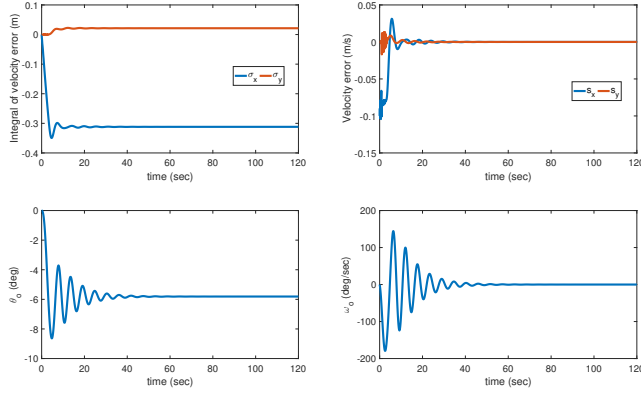 0.1
0
-0.1
-0.2
-0.3
-0.4
Integral of velocity error (m)
σx σy
0 20 40 60 80 100 120
time (sec)
0.05
0
-0.05
-0.1
-0.15
Velocity error (m/s)
sx sy
0 20 40 60 80 100 120
time (sec)
0
-2
-4
-6
-8
-10
θo (deg)
0 20 40 60 80 100 120
time (sec)
200
100
0
-100
-200
ωo (deg/sec)
0 20 40 60 80 100 120
time (sec)